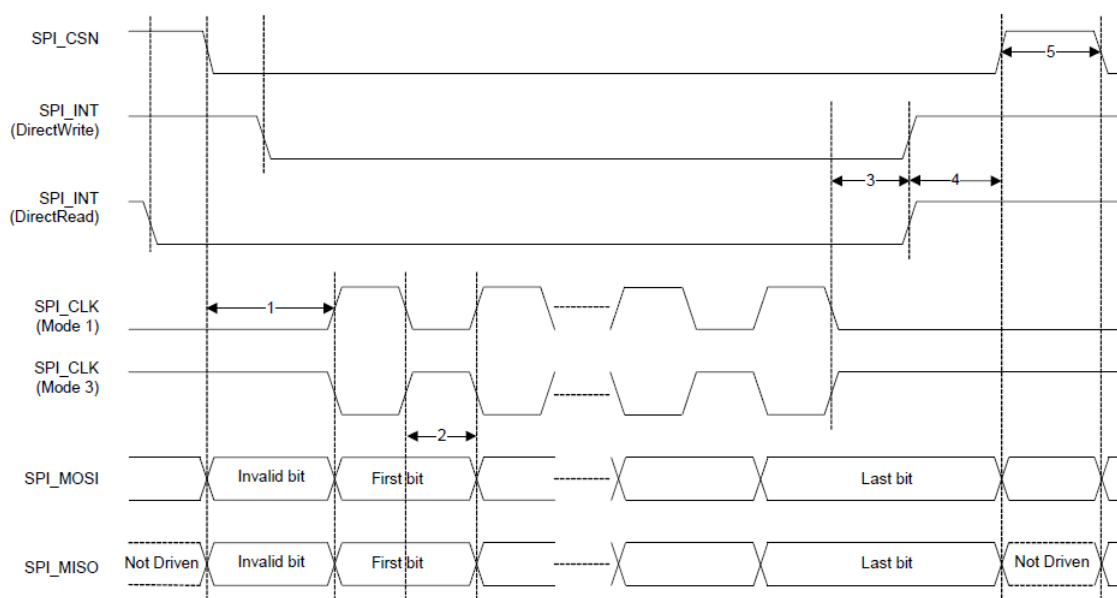 SPI_CSN
5
SPI_INT
(DirectWrite)
3
4
SPI_INT
(DirectRead)
1
SPI_CLK
(Mode 1)
SPI_CLK
(Mode 3)
2
SPI_MOSI
Invalid bit
First bit
Last bit
SPI_MISO
Not Driven
Invalid bit
First bit
Last bit
Not Driven